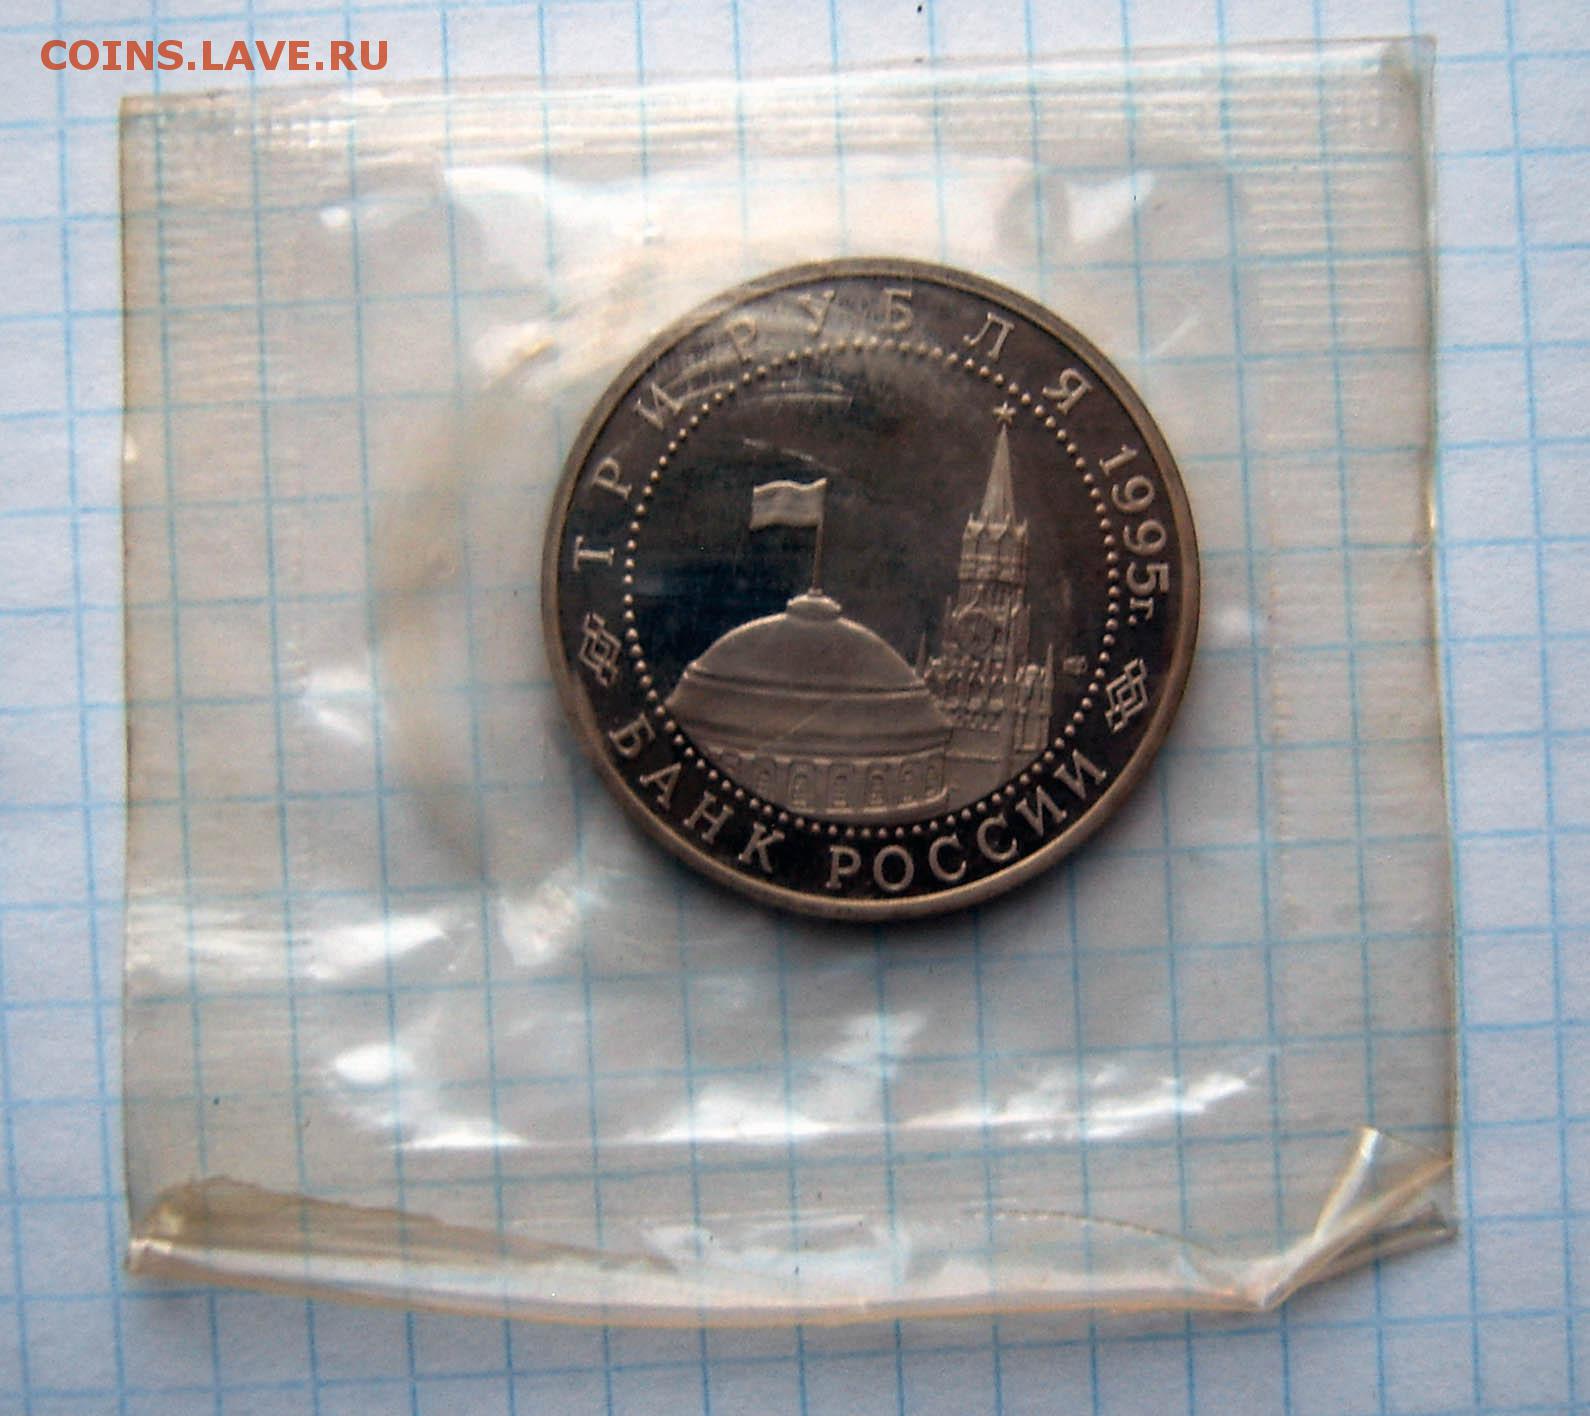 COINS.LAVE.RU
ТРИ РУБЛЯ 1995г.
БАНК РОССИИ